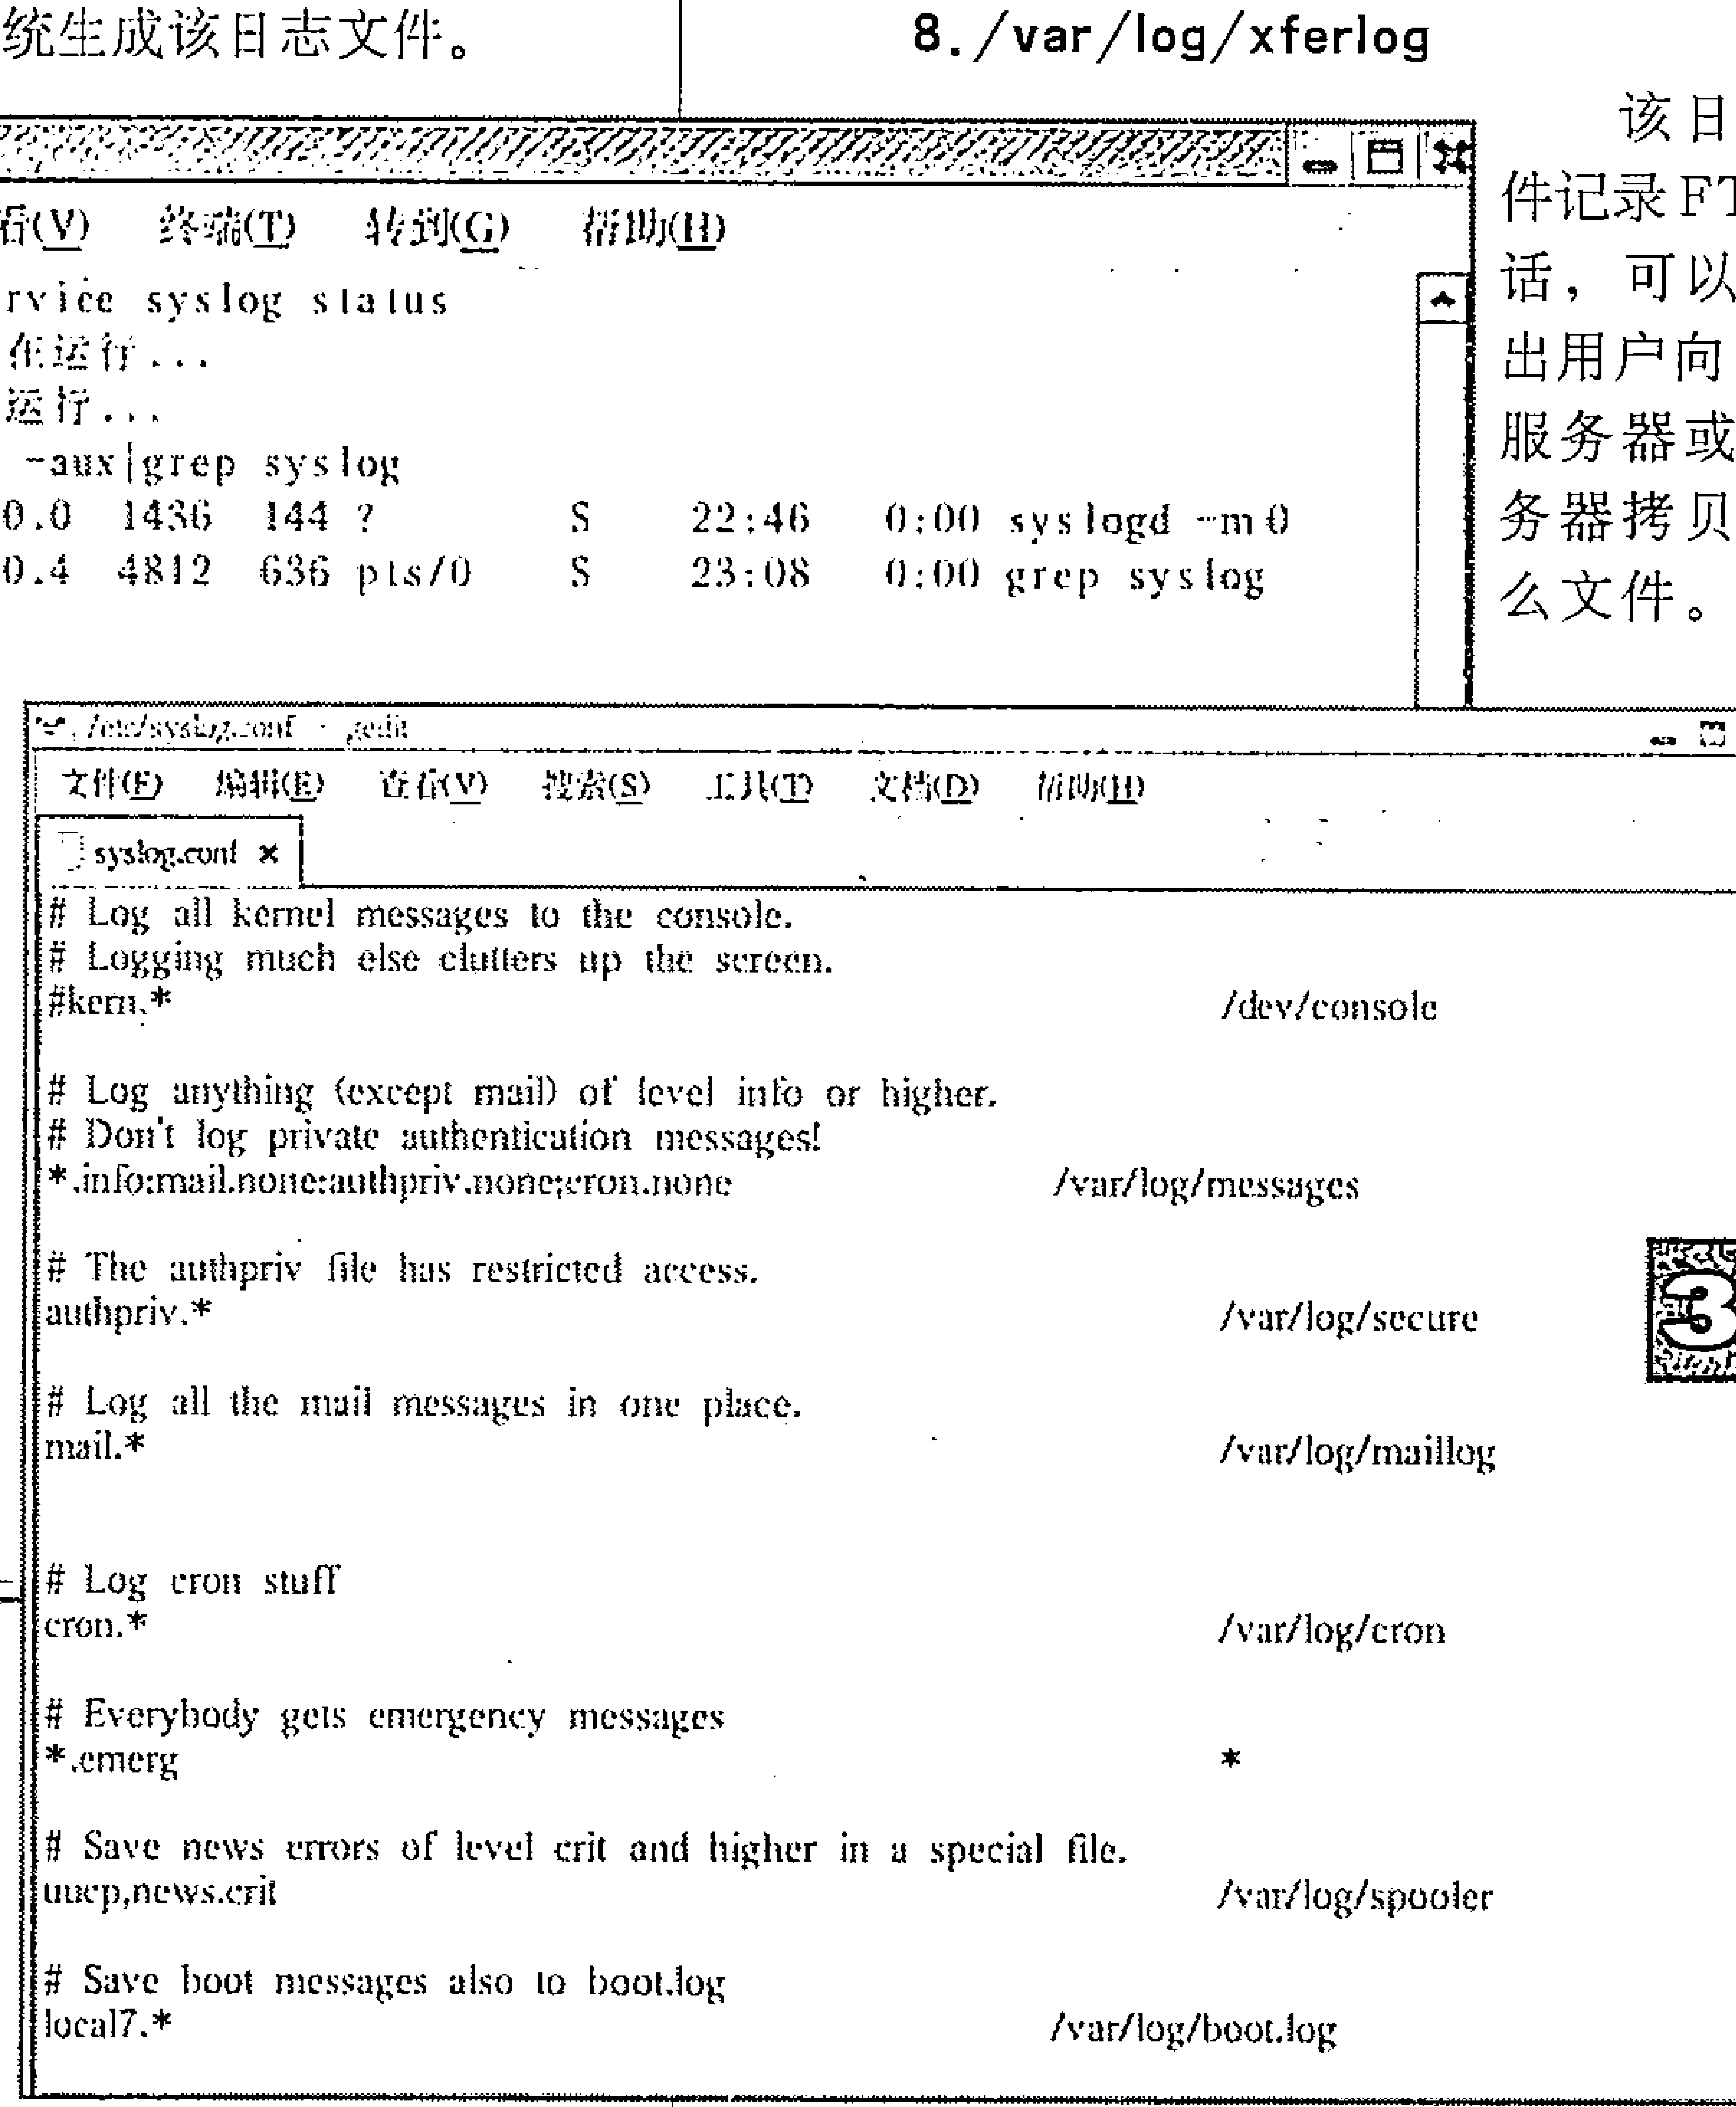 统生成该日志文件。
8./var/log/xferlog
该日
件记录FT
话，可以
出用户向
服务器或
务器拷贝
么文件。
看(V) 终端(T) 转到(G) 帮助(H)
rvice syslog status
在运行...
运行...
-aux|grep syslog
0.0 1436 144 ? S 22:46 0:00 syslogd -m 0
0.4 4812 636 pts/0 S 23:08 0:00 grep syslog
/etc/syslog.conf - gedit
文件(F) 编辑(E) 查看(V) 搜索(S) 工具(T) 文档(D) 帮助(H)
syslog.conf ×
# Log all kernel messages to the console.
# Logging much else clutters up the screen.
#kern.* /dev/console
# Log anything (except mail) of level info or higher.
# Don't log private authentication messages!
*.info;mail.none;authpriv.none;cron.none /var/log/messages
# The authpriv file has restricted access.
authpriv.* /var/log/secure
# Log all the mail messages in one place.
mail.* /var/log/maillog
# Log cron stuff
cron.* /var/log/cron
# Everybody gets emergency messages
*.emerg *
# Save news errors of level crit and higher in a special file.
uucp,news.crit /var/log/spooler
# Save boot messages also to boot.log
local7.* /var/log/boot.log
3